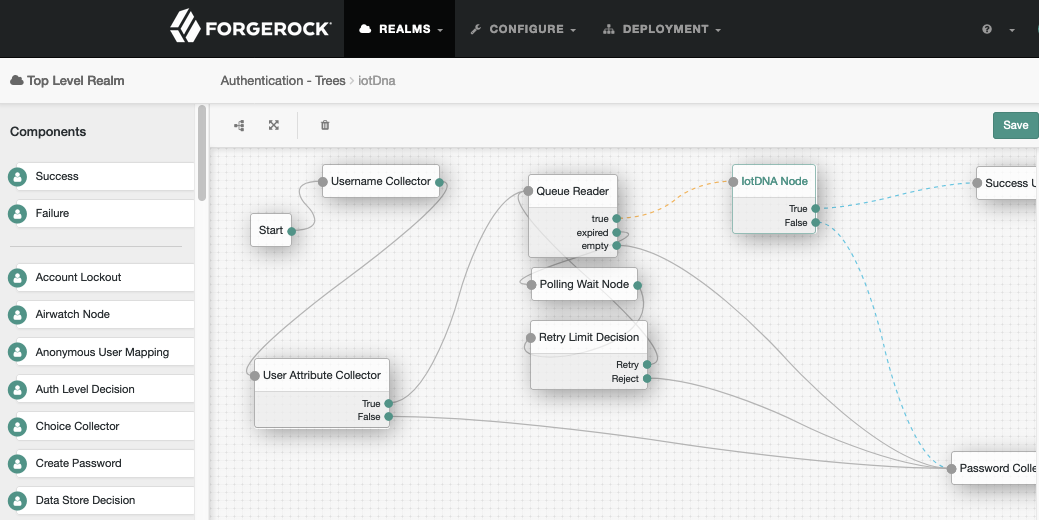 FORGEROCK
REALMS
CONFIGURE
DEPLOYMENT
Top Level Realm
Authentication - Trees > iotDna
Components
Save
Success
Failure
Account Lockout
Airwatch Node
Anonymous User Mapping
Auth Level Decision
Choice Collector
Create Password
Data Store Decision
Start
Username Collector
Queue Reader
true
expired
empty
IotDNA Node
True
False
Success U
Polling Wait Node
Retry Limit Decision
Retry
Reject
User Attribute Collector
True
False
Password Colle